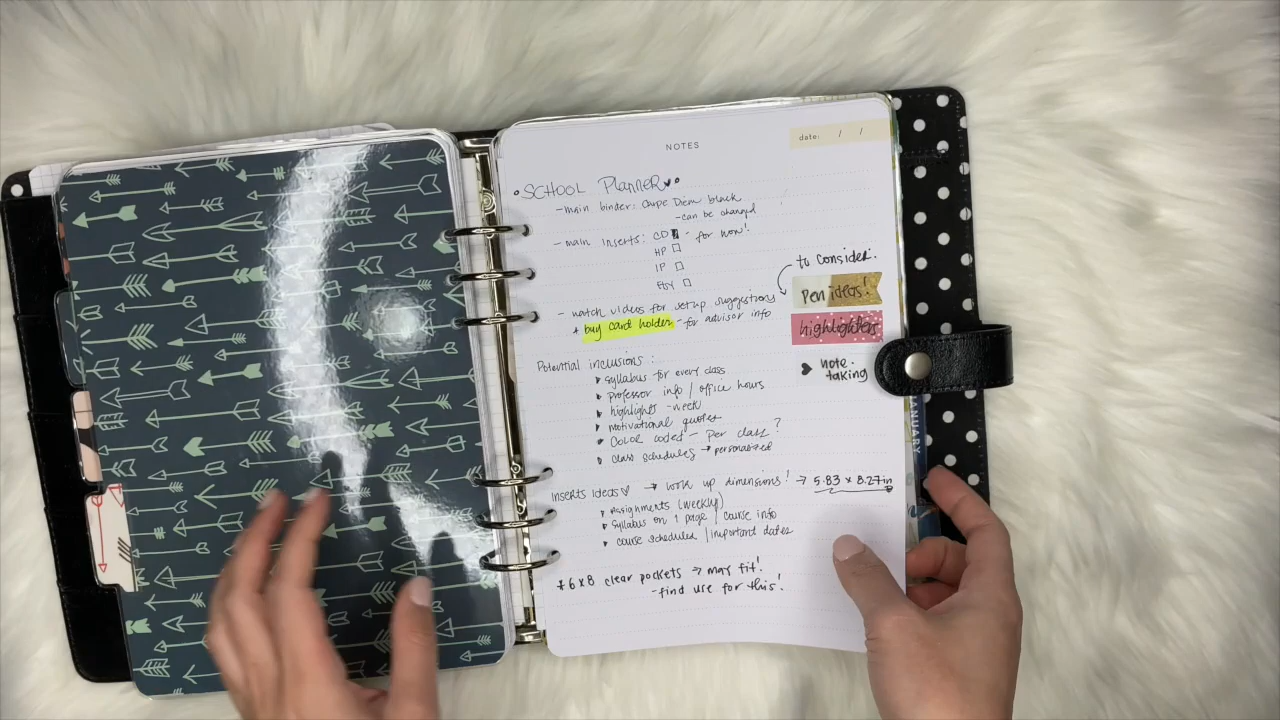 NOTES
date: / /
SCHOOL Planner
-main binder: Carpe Diem black
-can be changed
-main inserts: CD - for now!
HP
IP
Etsy
to consider:
Pen ideas!
highlighters
note-
taking
- watch videos for setup suggestions
+ buy card holder - for advisor info
Potential inclusions:
syllabus for every class
professor info / office hours
highlights - week
motivational quotes
COLOR codes - Per class?
class schedules → personalized
Inserts Ideas ♡ → work up dimensions! → 5.83 x 8.27in
Assignments (weekly)
syllabus on 1 page / course info
course schedules / important dates
*6x8 clear pockets → may fit!
-find use for this!
JANUARY